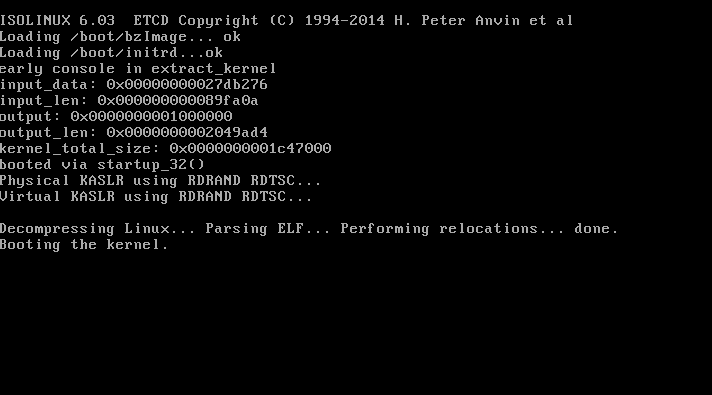 ISOLINUX 6.03  ETCD Copyright (C) 1994-2014 H. Peter Anvin et al
Loading /boot/bzImage... ok
Loading /boot/initrd...ok
early console in extract_kernel
input_data: 0x00000000027db276
input_len: 0x000000000089fa0a
output: 0x0000000001000000
output_len: 0x0000000002049ad4
kernel_total_size: 0x0000000001c47000
booted via startup_32()
Physical KASLR using RDRAND RDTSC...
Virtual KASLR using RDRAND RDTSC...
Decompressing Linux... Parsing ELF... Performing relocations... done.
Booting the kernel.